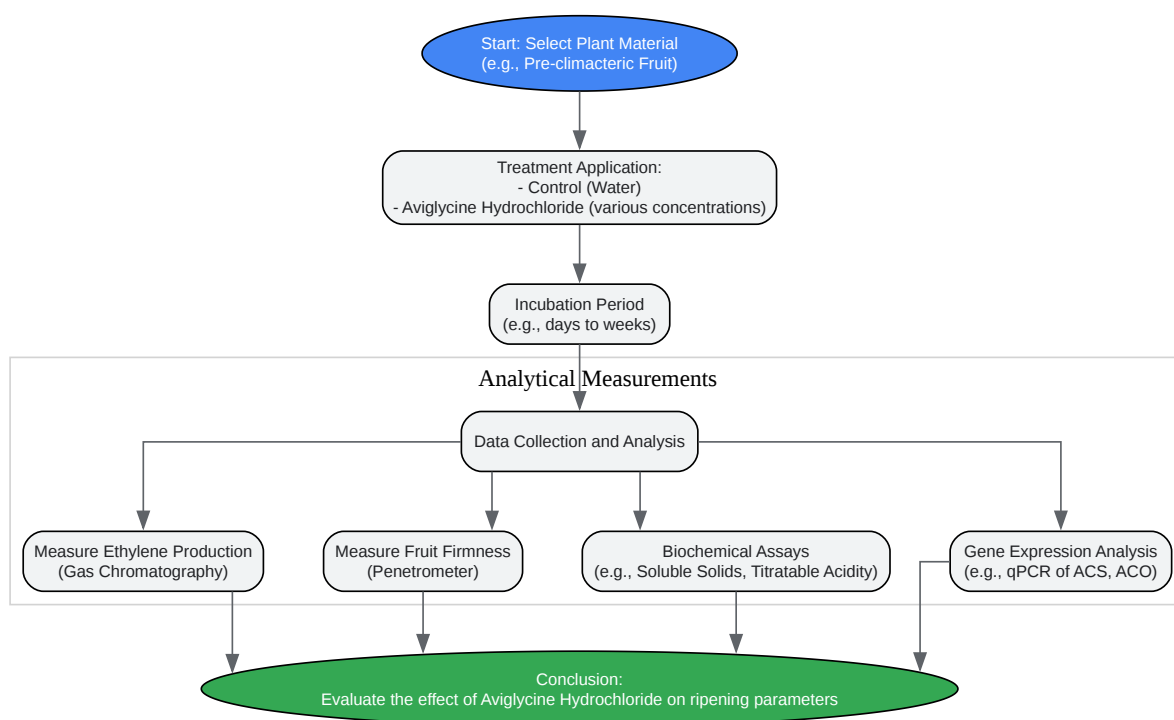 Start: Select Plant Material
(e.g., Pre-climacteric Fruit)
Treatment Application:
- Control (Water)
- Aviglycine Hydrochloride (various concentrations)
Incubation Period
(e.g., days to weeks)
Analytical Measurements
Data Collection and Analysis
Measure Ethylene Production
(Gas Chromatography)
Measure Fruit Firmness
(Penetrometer)
Biochemical Assays
(e.g., Soluble Solids, Titratable Acidity)
Gene Expression Analysis
(e.g., qPCR of ACS, ACO)
Conclusion:
Evaluate the effect of Aviglycine Hydrochloride on ripening parameters